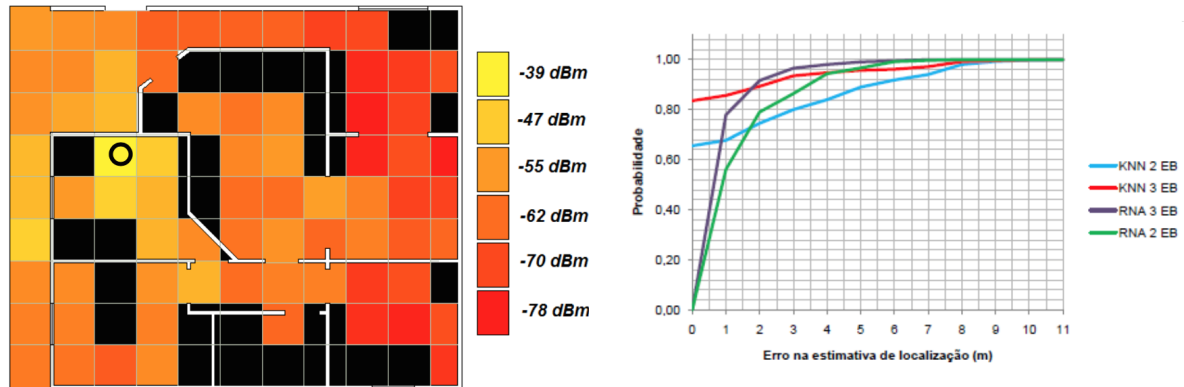 -39 dBm
-47 dBm
-55 dBm
-62 dBm
-70 dBm
-78 dBm
Probabilidade
1,00
0,80
0,60
0,40
0,20
0,00
0 1 2 3 4 5 6 7 8 9 10 11
Erro na estimativa de localização (m)
KNN 2 EB
KNN 3 EB
RNA 3 EB
RNA 2 EB